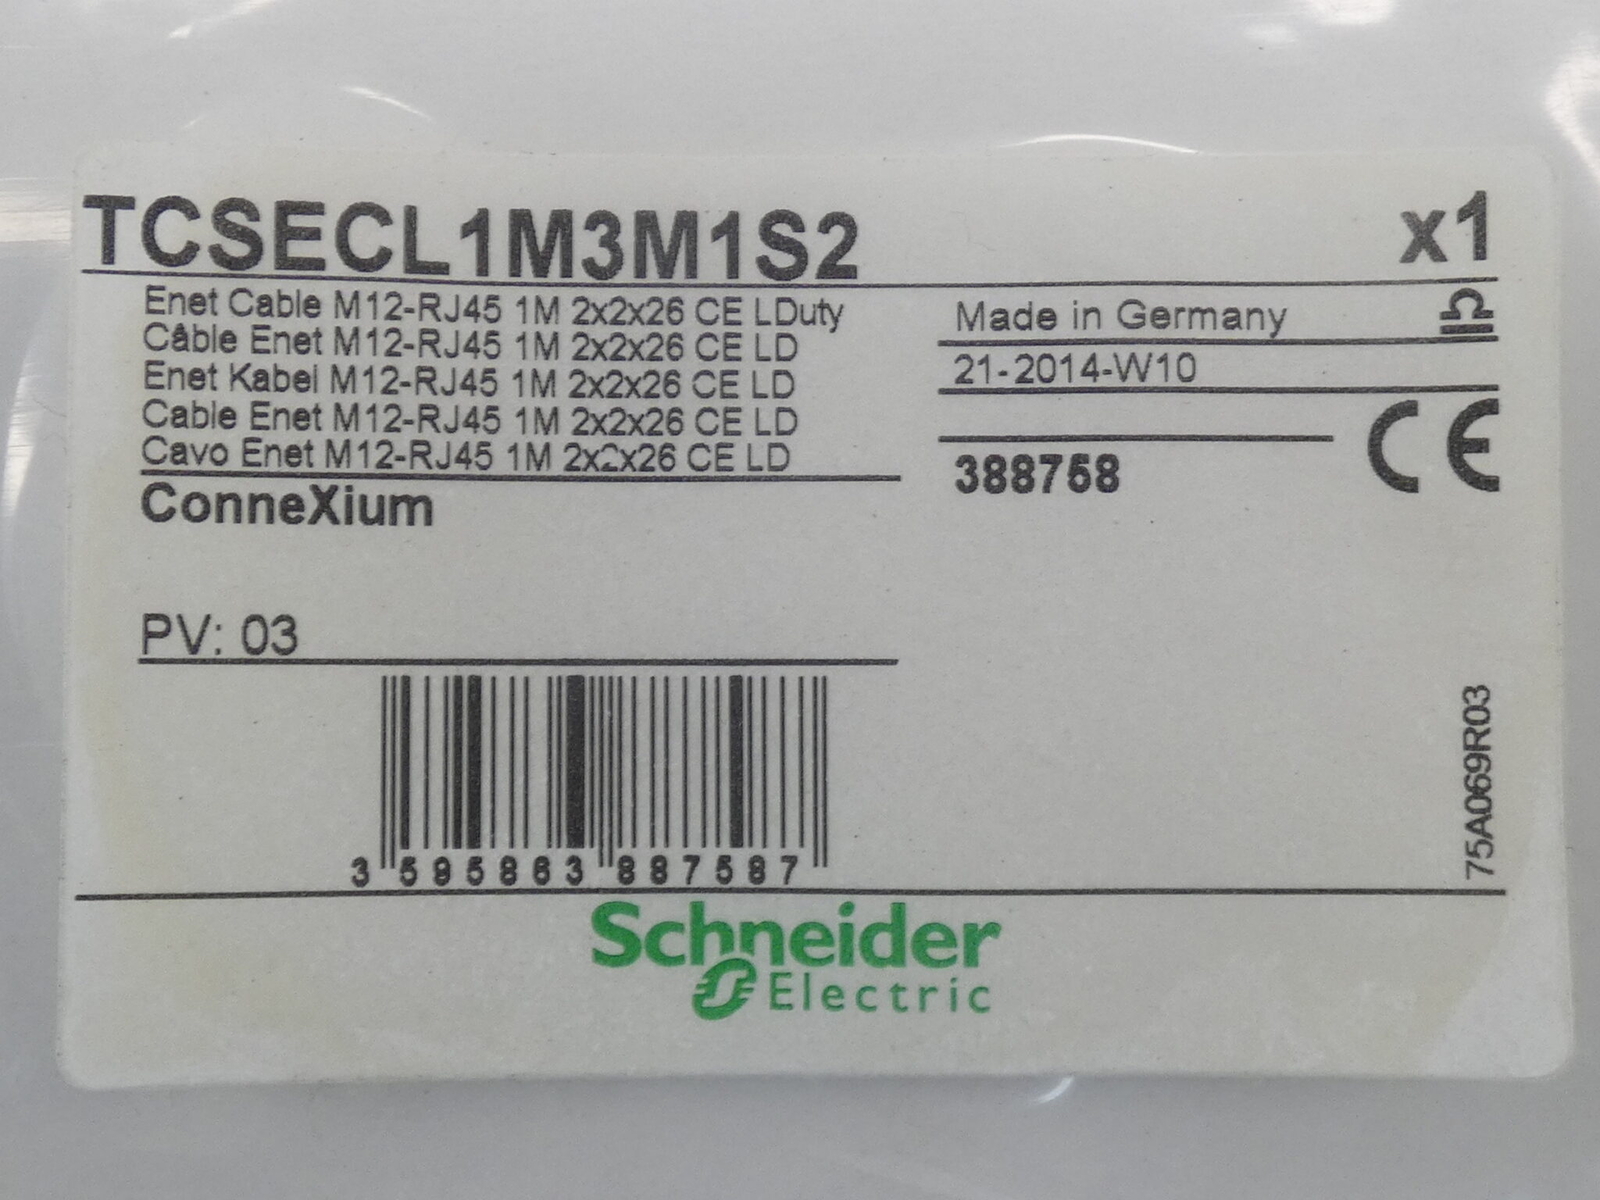 TCSECL1M3M1S2 x1
Enet Cable M12-RJ45 1M 2x2x26 CE LDuty
Câble Enet M12-RJ45 1M 2x2x26 CE LD
Enet Kabel M12-RJ45 1M 2x2x26 CE LD
Cable Enet M12-RJ45 1M 2x2x26 CE LD
Cavo Enet M12-RJ45 1M 2x2x26 CE LD
ConneXium
Made in Germany
21-2014-W10
388758
CE
PV: 03
3 595863 887587
75A069R03
Schneider
Electric